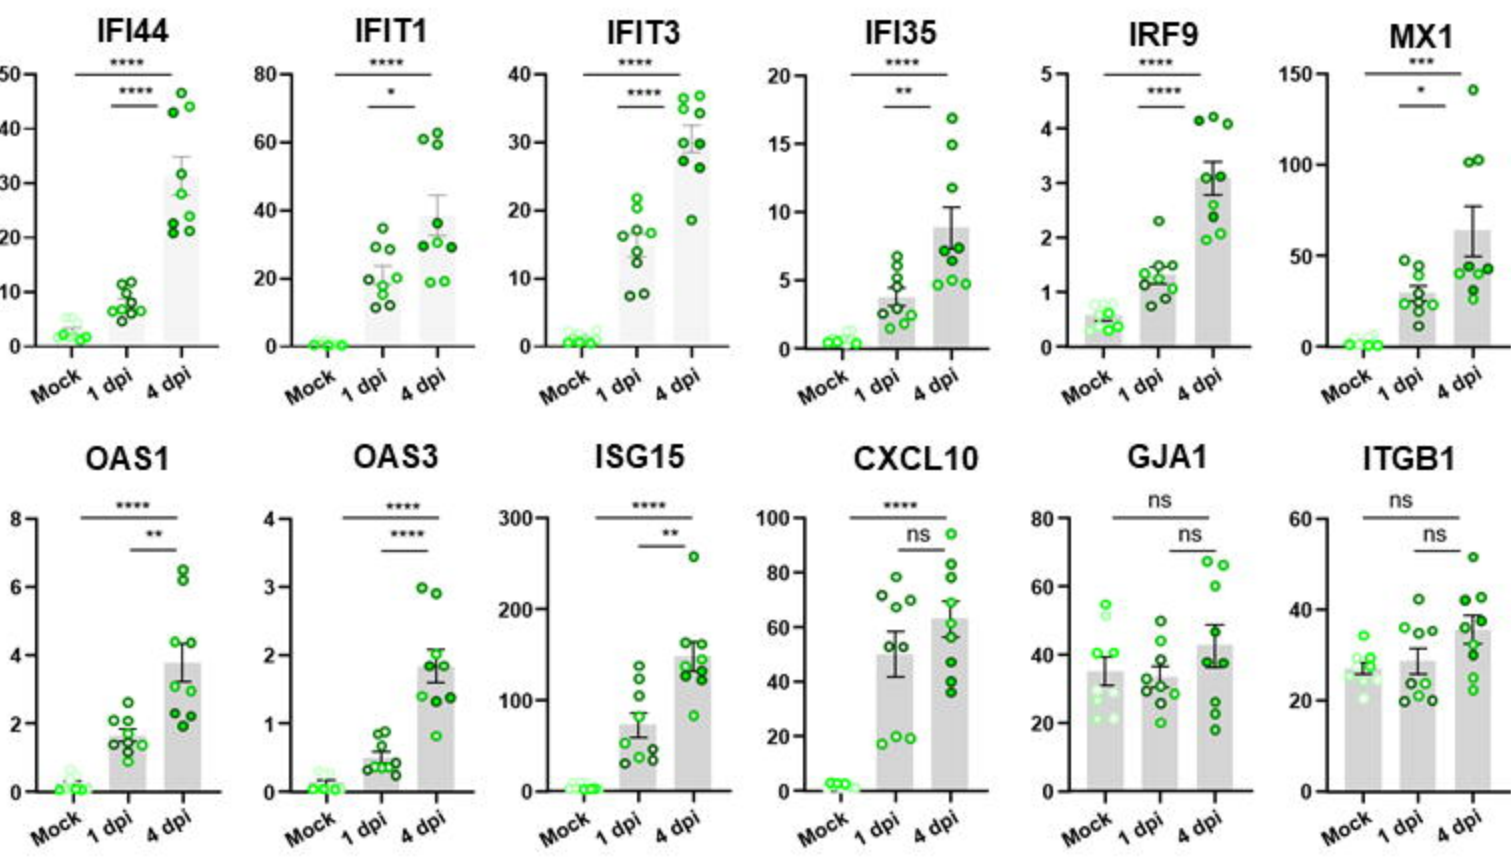 IFI44 IFIT1 IFIT3 IFI35 IRF9 MX1
**** **** **** **** **** ***
**** * **** ** **** *
50 40 30 20 10 0
80 60 40 20 0
40 30 20 10 0
20 15 10 5 0
5 4 3 2 1 0
150 100 50 0
Mock 1 dpi 4 dpi Mock 1 dpi 4 dpi Mock 1 dpi 4 dpi Mock 1 dpi 4 dpi Mock 1 dpi 4 dpi Mock 1 dpi 4 dpi
OAS1 OAS3 ISG15 CXCL10 GJA1 ITGB1
**** **** **** **** ns ns
** **** ** ns ns ns
8 6 4 2 0
4 3 2 1 0
300 200 100 0
100 80 60 40 20 0
80 60 40 20 0
60 40 20 0
Mock 1 dpi 4 dpi Mock 1 dpi 4 dpi Mock 1 dpi 4 dpi Mock 1 dpi 4 dpi Mock 1 dpi 4 dpi Mock 1 dpi 4 dpi